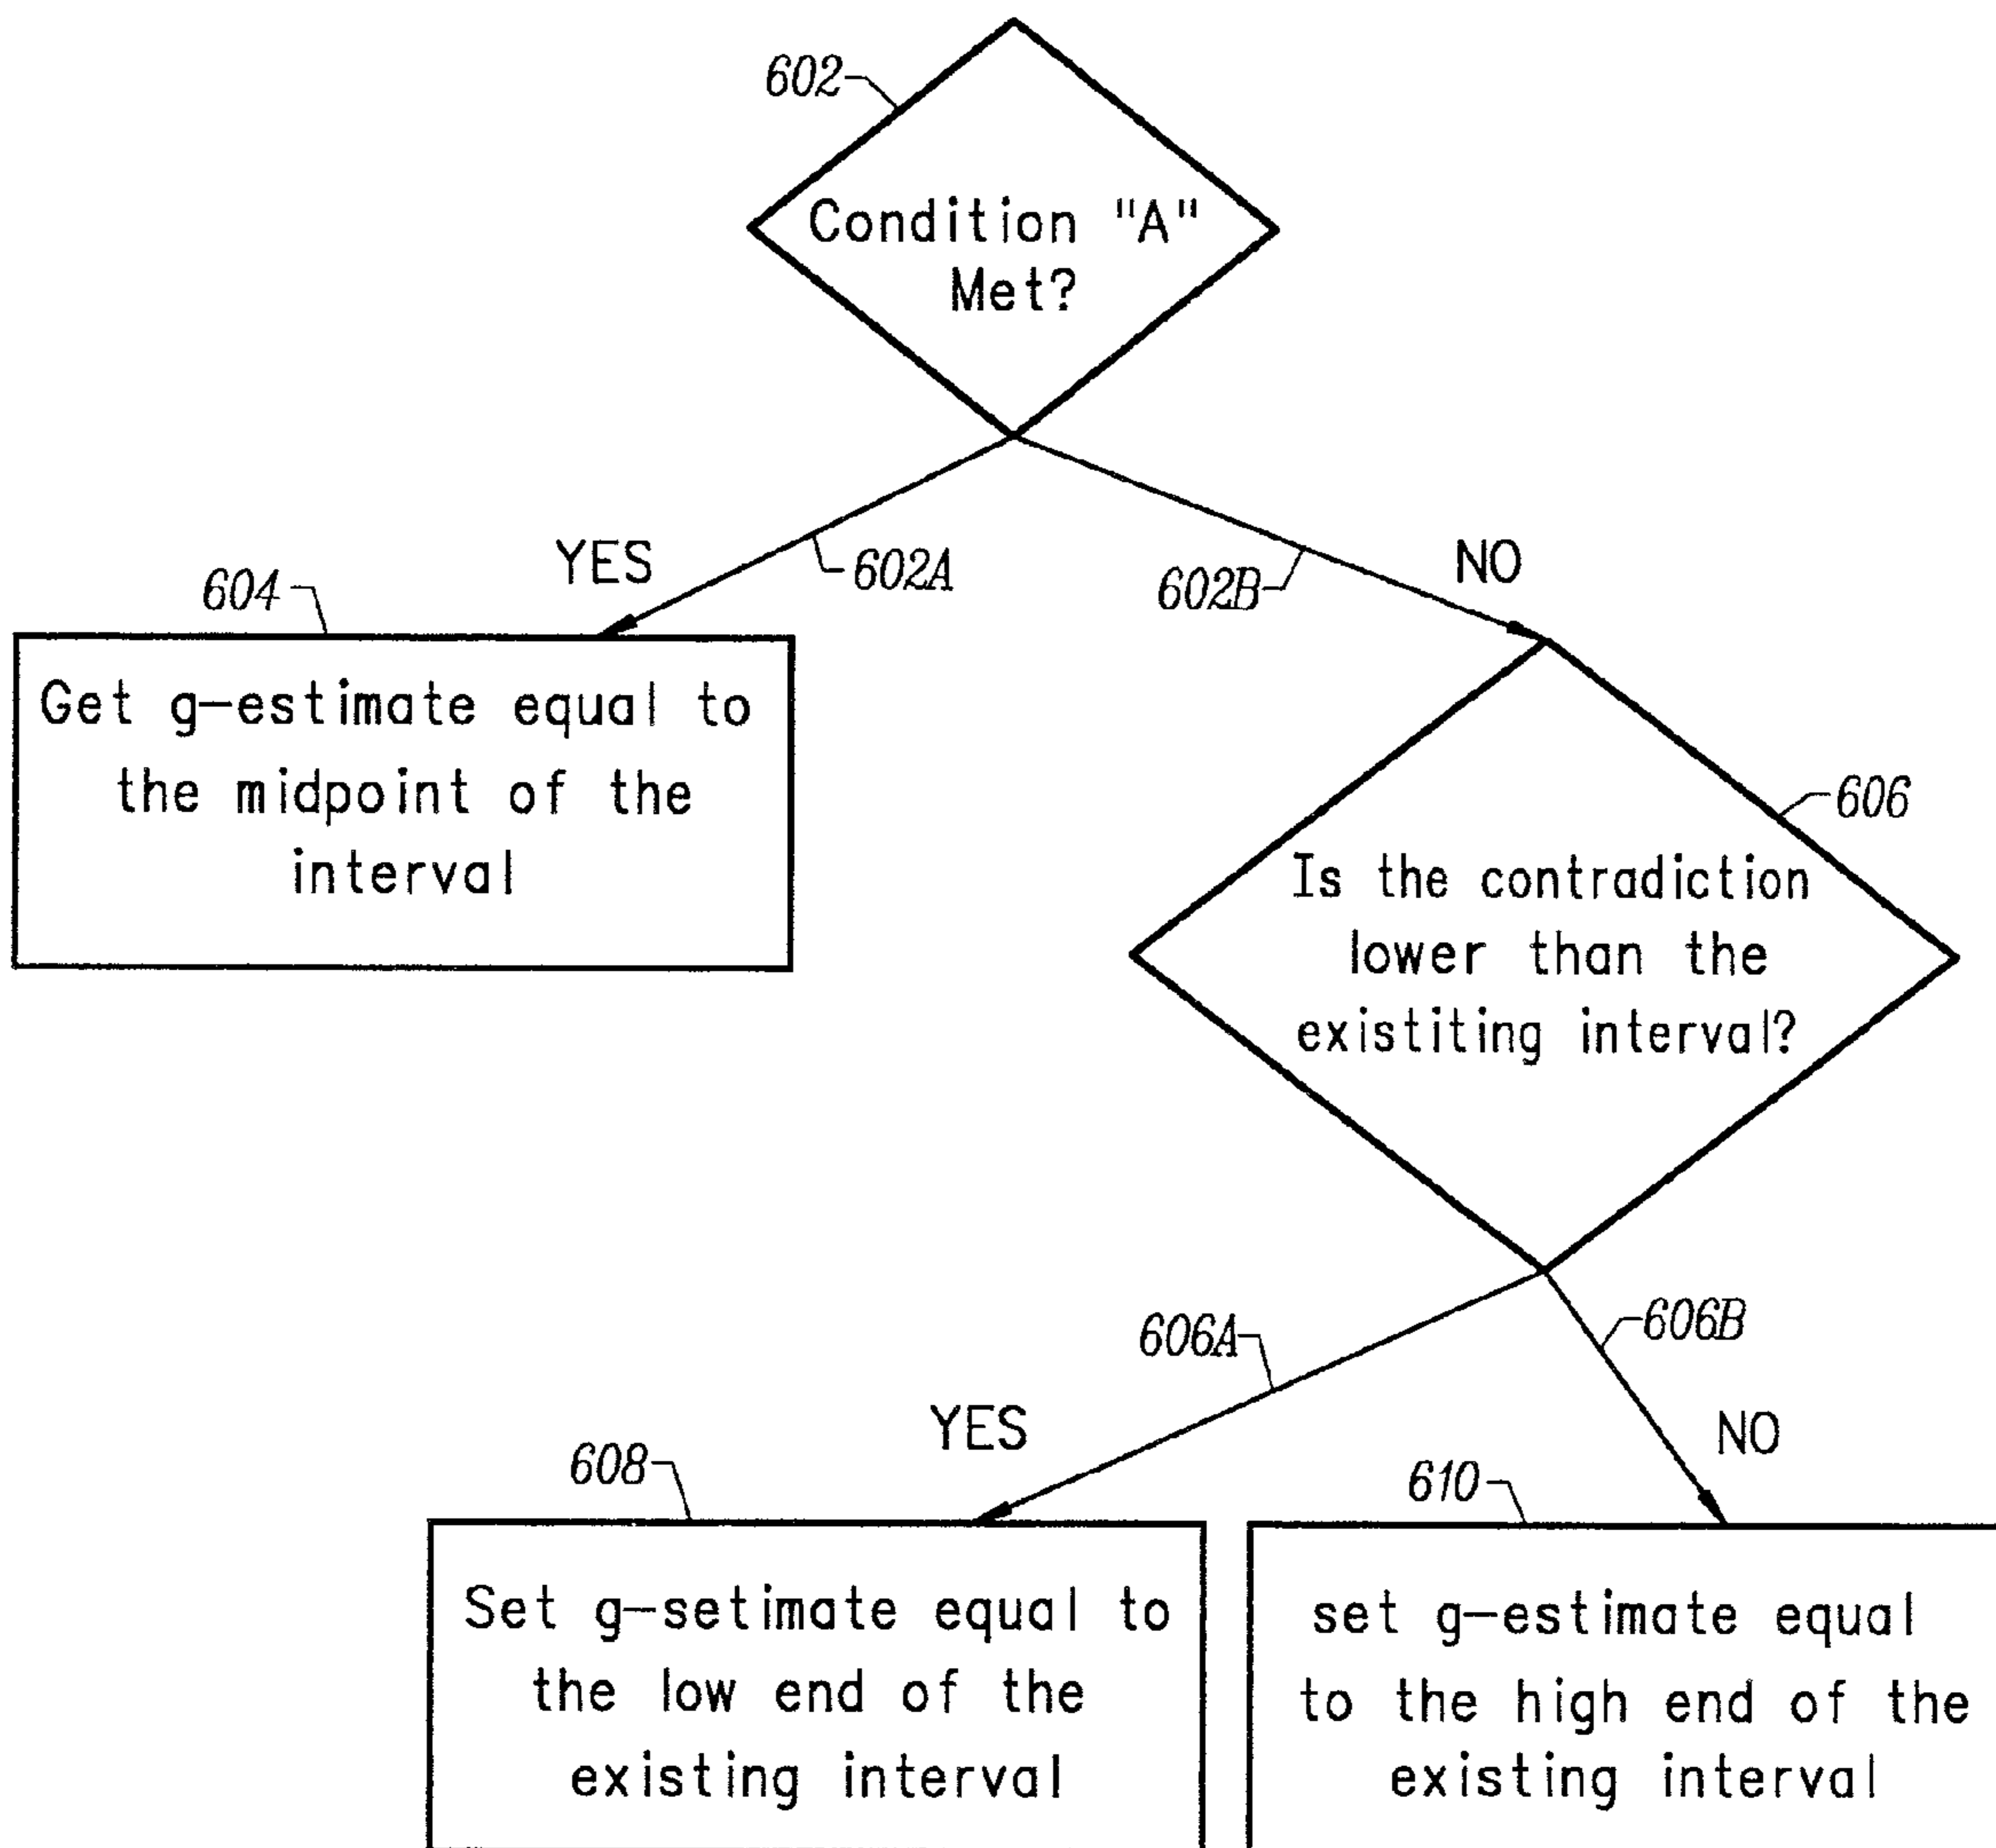 602
Condition "A"
Met?
YES
602A
602B
NO
604
Get g-estimate equal to
the midpoint of the
interval
606
Is the contradiction
lower than the
existiting interval?
606A
606B
YES
NO
608
610
Set g-setimate equal to
the low end of the
existing interval
set g-estimate equal
to the high end of the
existing interval